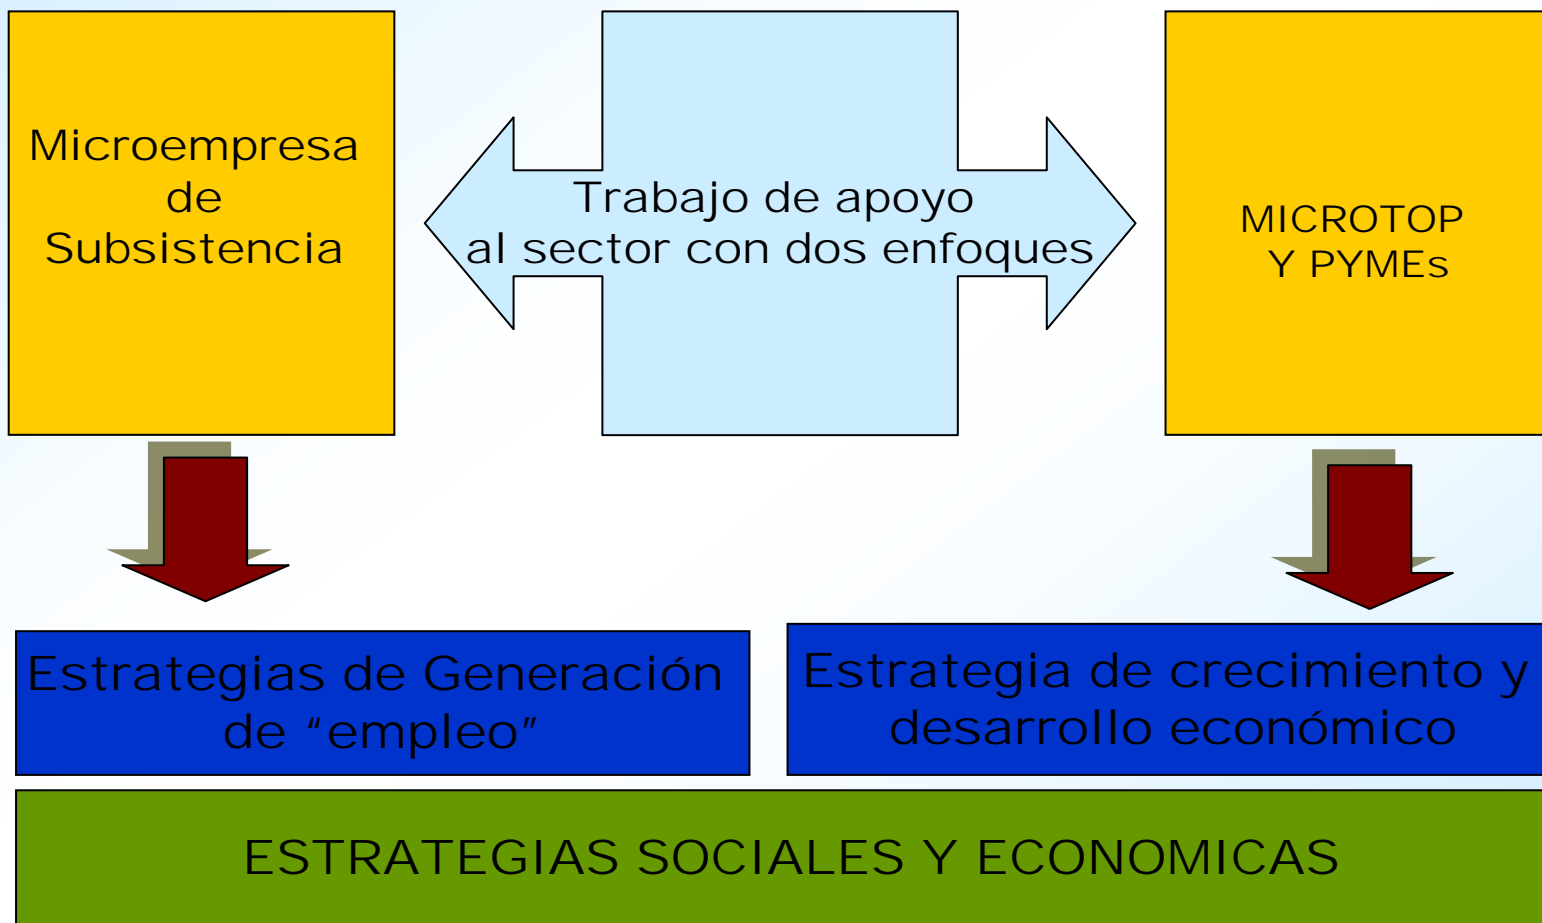 Microempresa
de
Subsistencia
Trabajo de apoyo
al sector con dos enfoques
MICROTOP
Y PYMEs
Estrategias de Generación
de “empleo”
Estrategia de crecimiento y
desarrollo económico
ESTRATEGIAS SOCIALES Y ECONOMICAS